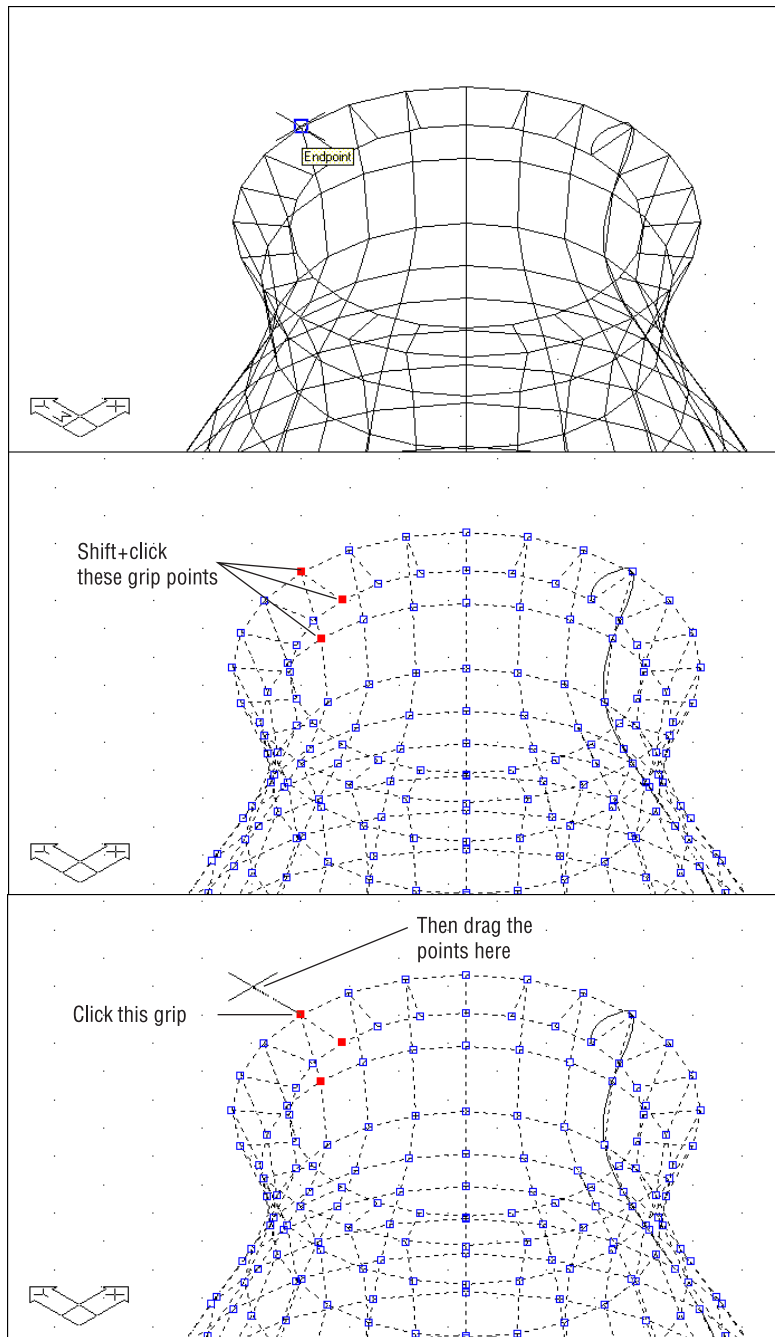 Endpoint
Shift+click
these grip points
Then drag the
points here
Click this grip